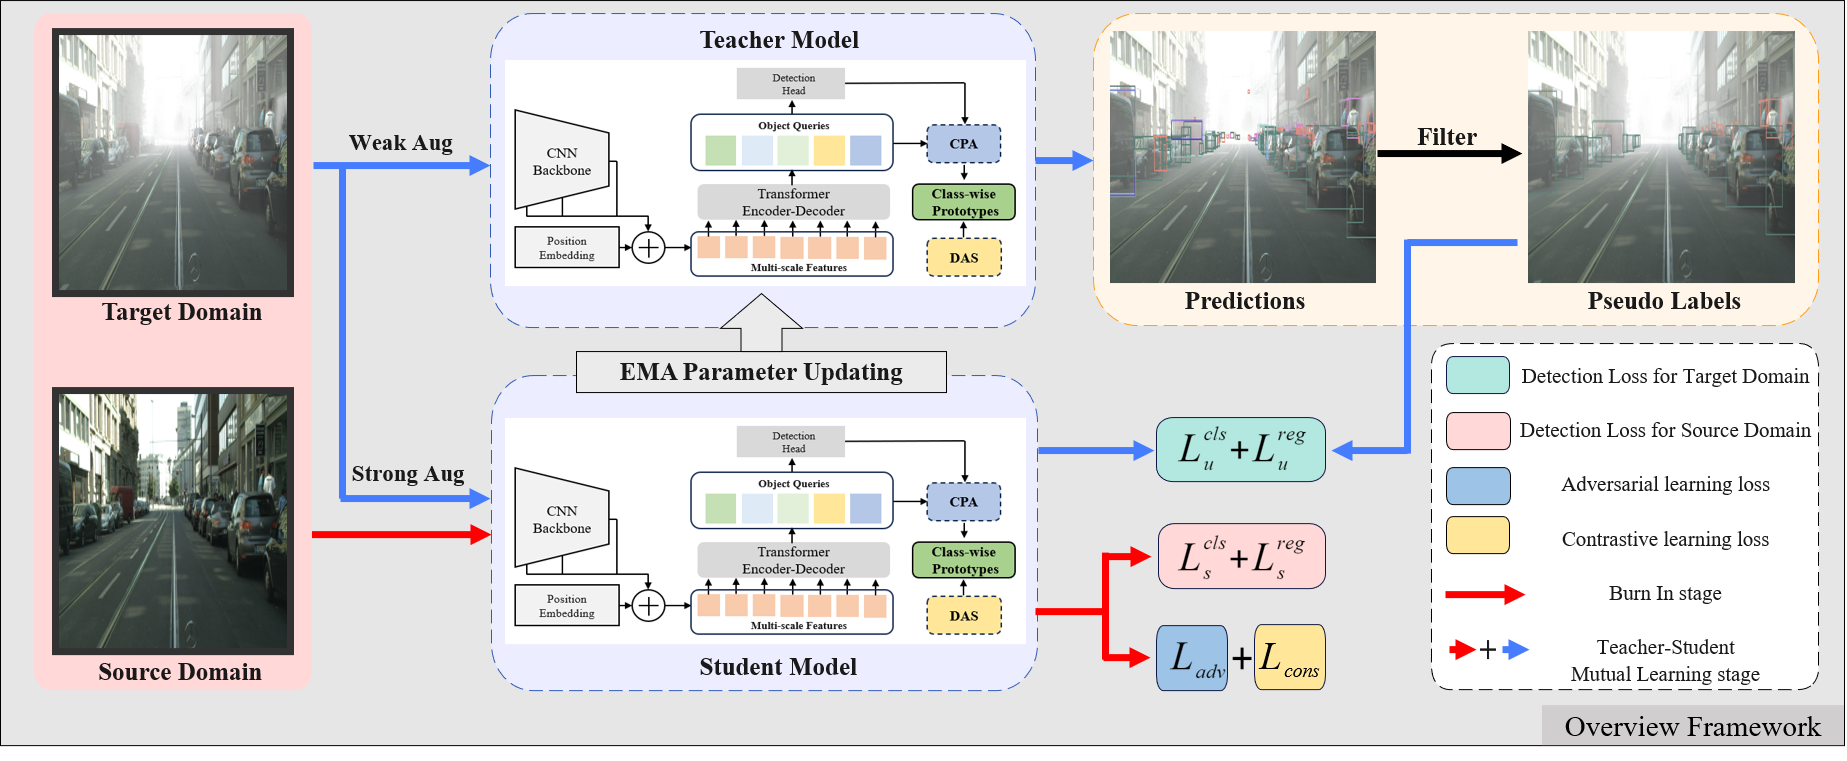 Target Domain
Source Domain
Weak Aug
Strong Aug
Teacher Model
Detection
Head
Object Queries
CNN
Backbone
CPA
Transformer
Encoder-Decoder
Class-wise
Prototypes
Position
Embedding
Multi-scale Features
DAS
EMA Parameter Updating
Detection
Head
Object Queries
CNN
Backbone
CPA
Transformer
Encoder-Decoder
Class-wise
Prototypes
Position
Embedding
Multi-scale Features
DAS
Student Model
Predictions
Filter
Pseudo Labels
L_u^{cls} + L_u^{reg}
L_s^{cls} + L_s^{reg}
L_{adv} + L_{cons}
Detection Loss for Target Domain
Detection Loss for Source Domain
Adversarial learning loss
Contrastive learning loss
Burn In stage
+ Teacher-Student
Mutual Learning stage
Overview Framework